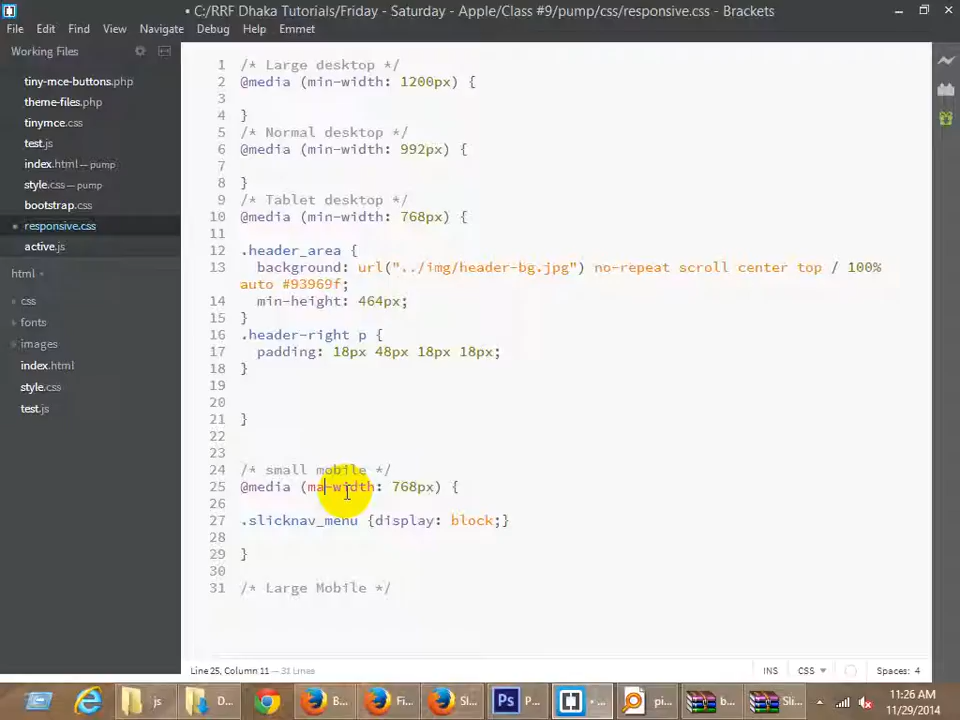 • C:/RRF Dhaka Tutorials/Friday - Saturday - Apple/Class #9/pump/css/responsive.css - Brackets
File Edit Find View Navigate Debug Help Emmet
Working Files
tiny-mce-buttons.php
theme-files.php
tinymce.css
test.js
index.html — pump
style.css — pump
bootstrap.css
responsive.css
active.js
html
css
fonts
images
index.html
style.css
test.js
1 /* Large desktop */
2 @media (min-width: 1200px) {
3
4 }
5 /* Normal desktop */
6 @media (min-width: 992px) {
7
8 }
9 /* Tablet desktop */
10 @media (min-width: 768px) {
11
12 .header_area {
13 background: url("../img/header-bg.jpg") no-repeat scroll center top / 100%
auto #93969f;
14 min-height: 464px;
15 }
16 .header-right p {
17 padding: 18px 48px 18px 18px;
18 }
19
20
21 }
22
23
24 /* small mobile */
25 @media (ma-width: 768px) {
26
27 .slicknav_menu {display: block;}
28
29 }
30
31 /* Large Mobile */
Line 25, Column 11 — 31 Lines
INS CSS Spaces: 4
js D... B... Fi... Sl... Ps P... pi... b... Sli...
11:26 AM
11/29/2014